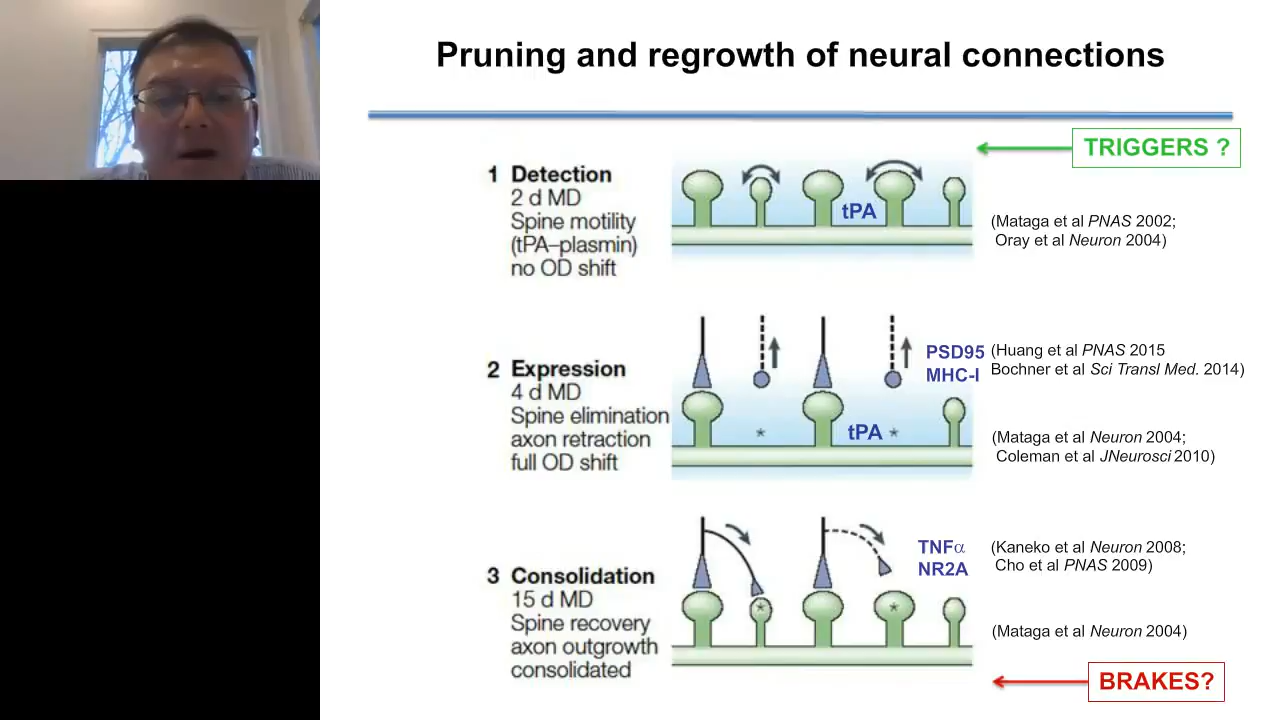 Pruning and regrowth of neural connections
TRIGGERS ?
1 Detection
2 d MD
Spine motility
(tPA–plasmin)
no OD shift
tPA
(Mataga et al PNAS 2002;
Oray et al Neuron 2004)
2 Expression
4 d MD
Spine elimination
axon retraction
full OD shift
PSD95
MHC-I
(Huang et al PNAS 2015
Bochner et al Sci Transl Med. 2014)
* tPA *
(Mataga et al Neuron 2004;
Coleman et al JNeurosci 2010)
3 Consolidation
15 d MD
Spine recovery
axon outgrowth
consolidated
* *
TNFα
NR2A
(Kaneko et al Neuron 2008;
Cho et al PNAS 2009)
(Mataga et al Neuron 2004)
BRAKES?